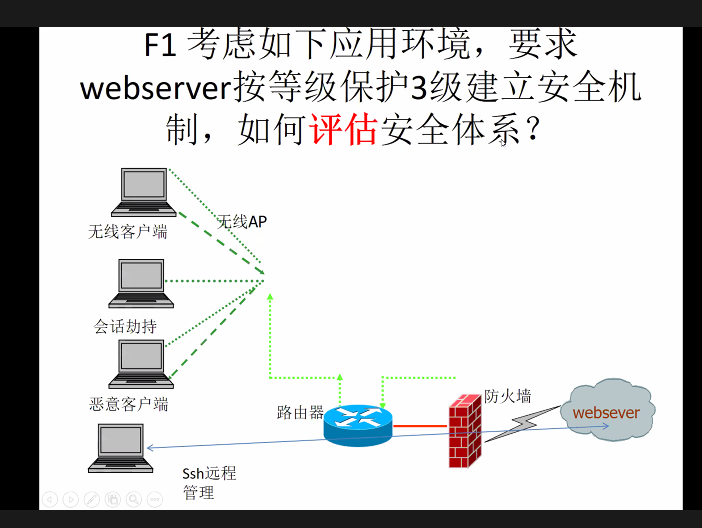 F1 考虑如下应用环境，要求
webserver按等级保护3级建立安全机
制，如何评估安全体系？
无线AP
无线客户端
会话劫持
恶意客户端
路由器
防火墙
websever
Ssh远程
管理